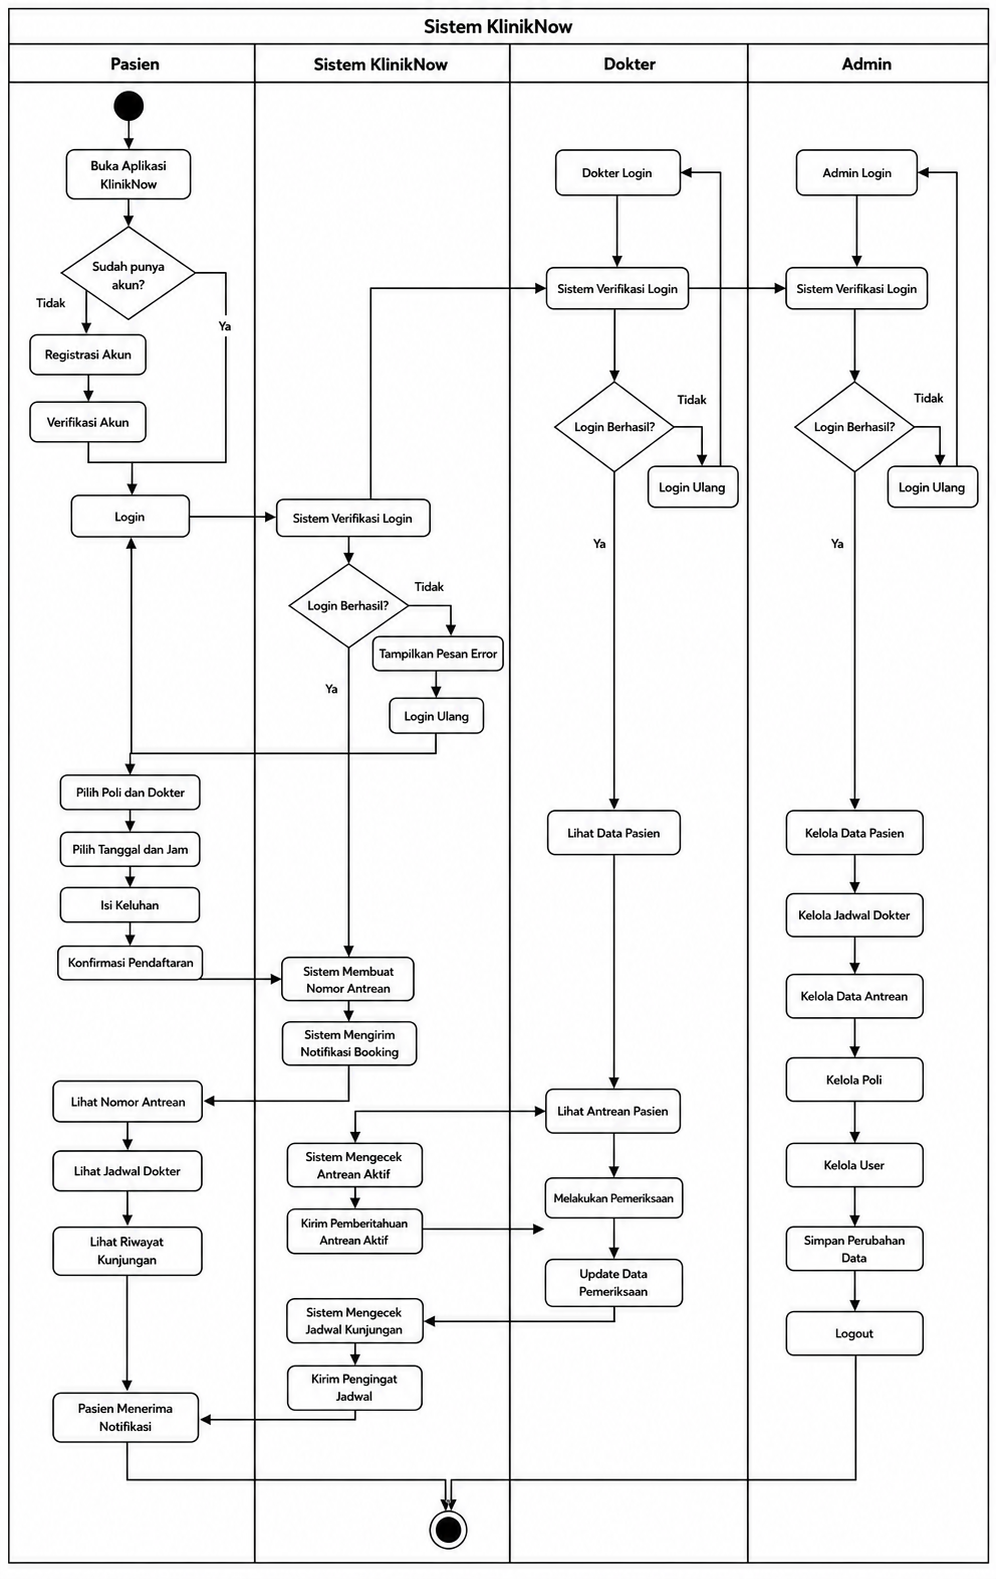 Sistem KlinikNow
Pasien
Sistem KlinikNow
Dokter
Admin
Buka Aplikasi
KlinikNow
Sudah punya
akun?
Tidak
Ya
Registrasi Akun
Verifikasi Akun
Login
Pilih Poli dan Dokter
Pilih Tanggal dan Jam
Isi Keluhan
Konfirmasi Pendaftaran
Lihat Nomor Antrean
Lihat Jadwal Dokter
Lihat Riwayat
Kunjungan
Pasien Menerima
Notifikasi
Sistem Verifikasi Login
Login Berhasil?
Tidak
Tampilkan Pesan Error
Ya
Login Ulang
Sistem Membuat
Nomor Antrean
Sistem Mengirim
Notifikasi Booking
Sistem Mengecek
Antrean Aktif
Kirim Pemberitahuan
Antrean Aktif
Sistem Mengecek
Jadwal Kunjungan
Kirim Pengingat
Jadwal
Dokter Login
Sistem Verifikasi Login
Tidak
Login Berhasil?
Login Ulang
Ya
Lihat Data Pasien
Lihat Antrean Pasien
Melakukan Pemeriksaan
Update Data
Pemeriksaan
Admin Login
Sistem Verifikasi Login
Tidak
Login Berhasil?
Login Ulang
Ya
Kelola Data Pasien
Kelola Jadwal Dokter
Kelola Data Antrean
Kelola Poli
Kelola User
Simpan Perubahan
Data
Logout